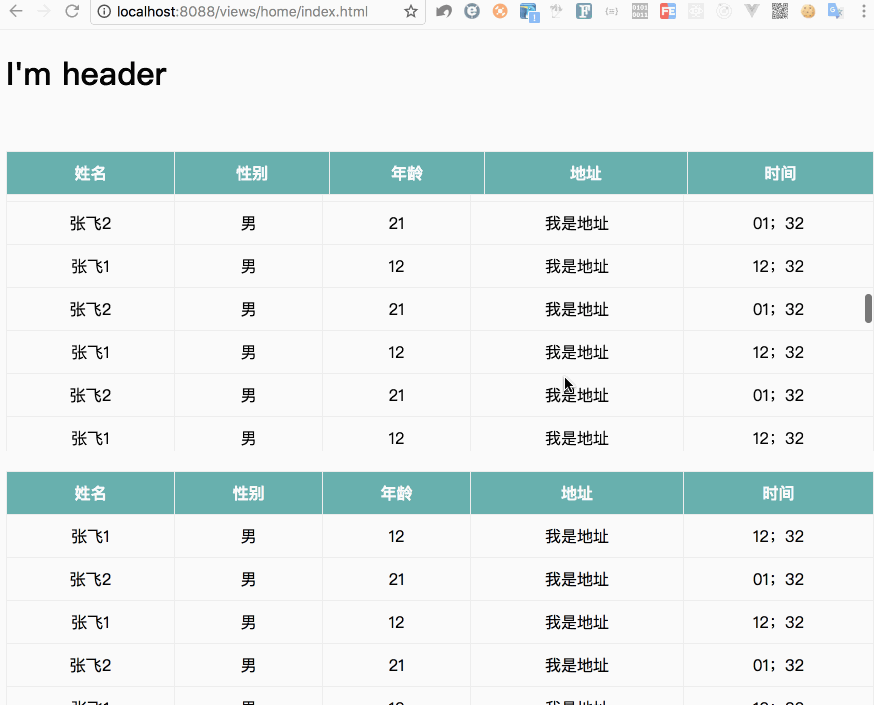 localhost:8088/views/home/index.html
I'm header
姓名 性别 年龄 地址 时间
张飞2 男 21 我是地址 01；32
张飞1 男 12 我是地址 12；32
张飞2 男 21 我是地址 01；32
张飞1 男 12 我是地址 12；32
张飞2 男 21 我是地址 01；32
张飞1 男 12 我是地址 12；32
姓名 性别 年龄 地址 时间
张飞1 男 12 我是地址 12；32
张飞2 男 21 我是地址 01；32
张飞1 男 12 我是地址 12；32
张飞2 男 21 我是地址 01；32